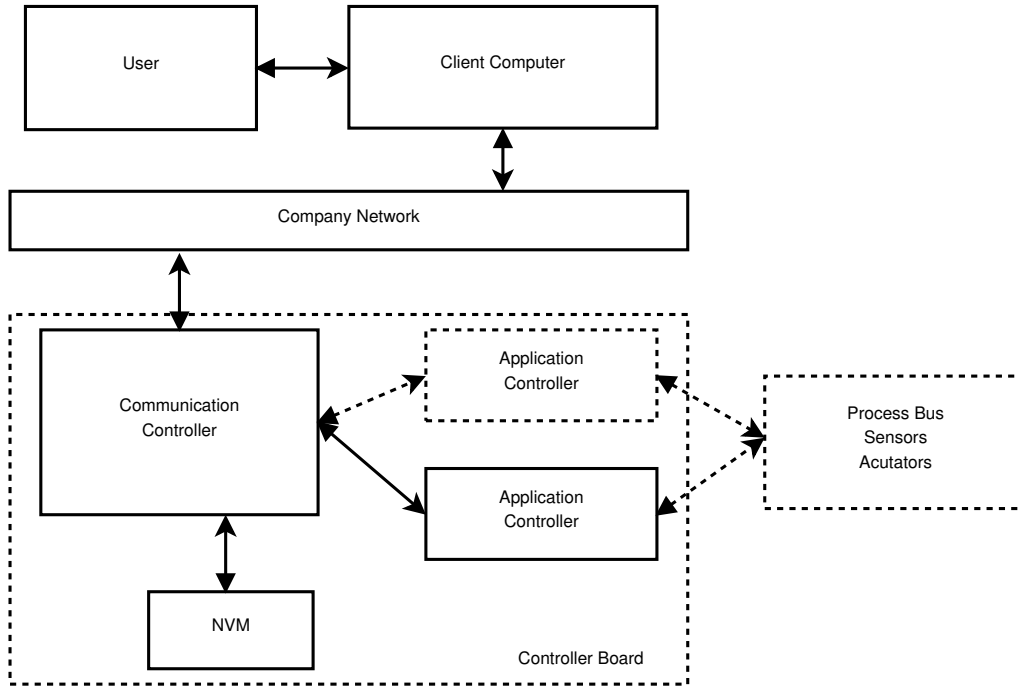 User
Client Computer
Company Network
Communication
Controller
Application
Controller
Application
Controller
Process Bus
Sensors
Acutators
NVM
Controller Board